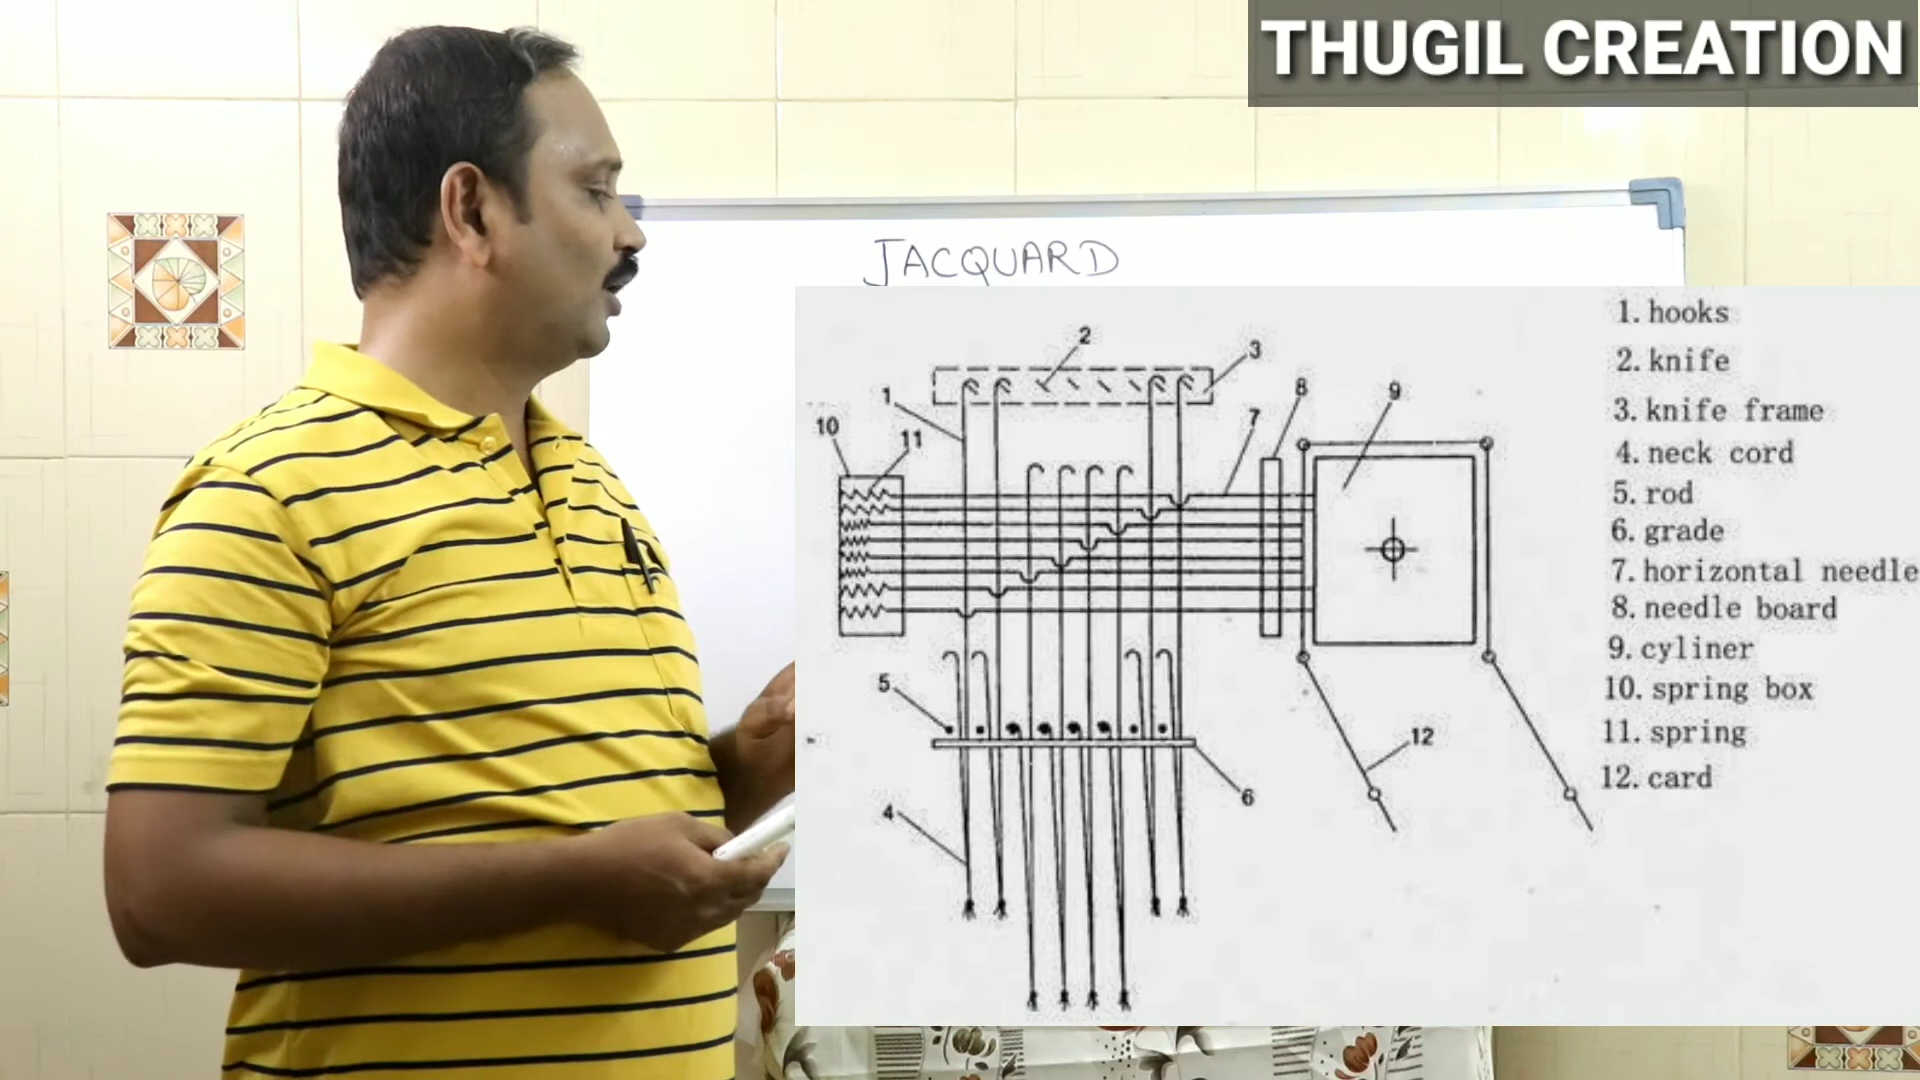 THUGIL CREATION
JACQUARD
1. hooks
2. knife
3. knife frame
4. neck cord
5. rod
6. grade
7. horizontal needle
8. needle board
9. cyliner
10. spring box
11. spring
12. card
2
3
8
9
1
7
10
11
5
12
6
4